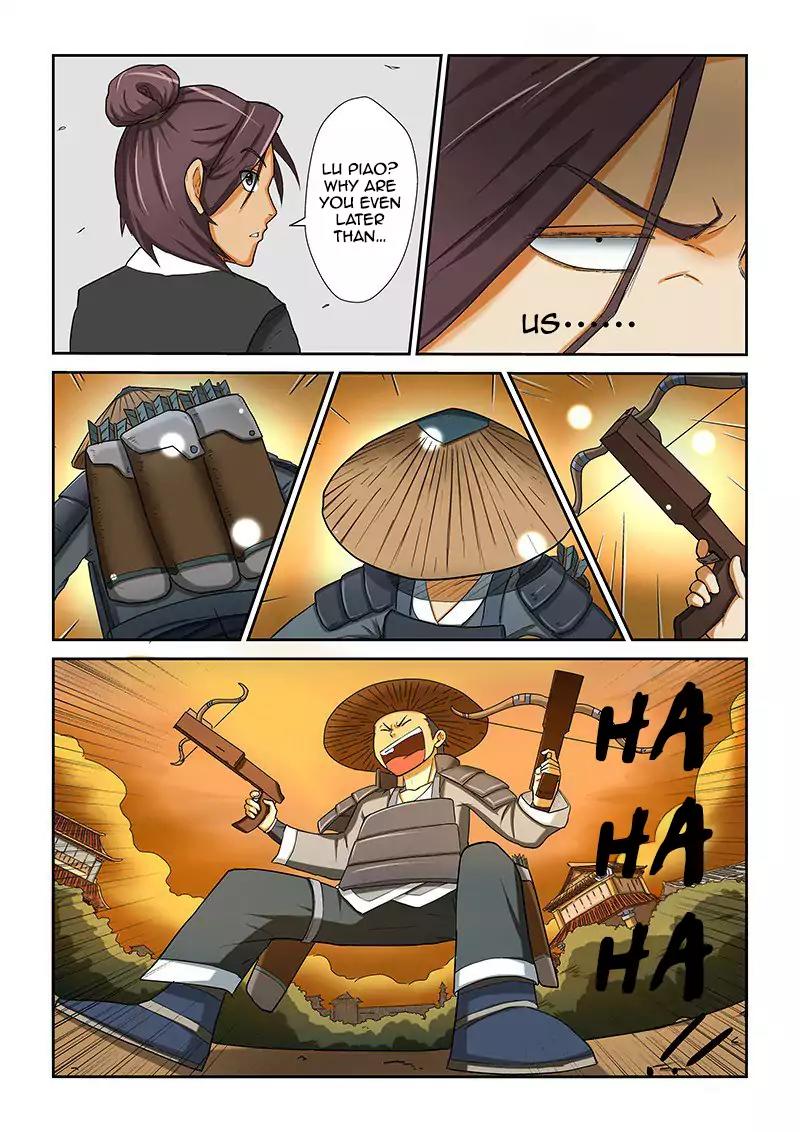 LU PIAO?
WHY ARE
YOU EVEN
LATER
THAN...
US......
HA
HA
HA
!!